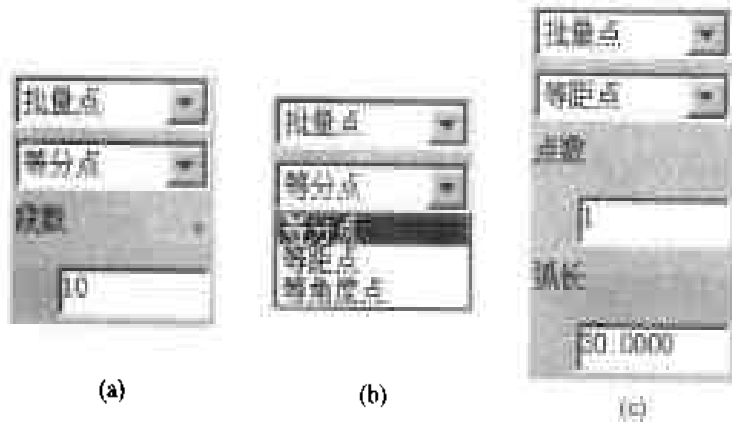 批量点
等分点
段数
10
(a)
批量点
等分点
等分点
等距点
等角度点
(b)
批量点
等距点
点数
1
弧长
30.0000
(c)